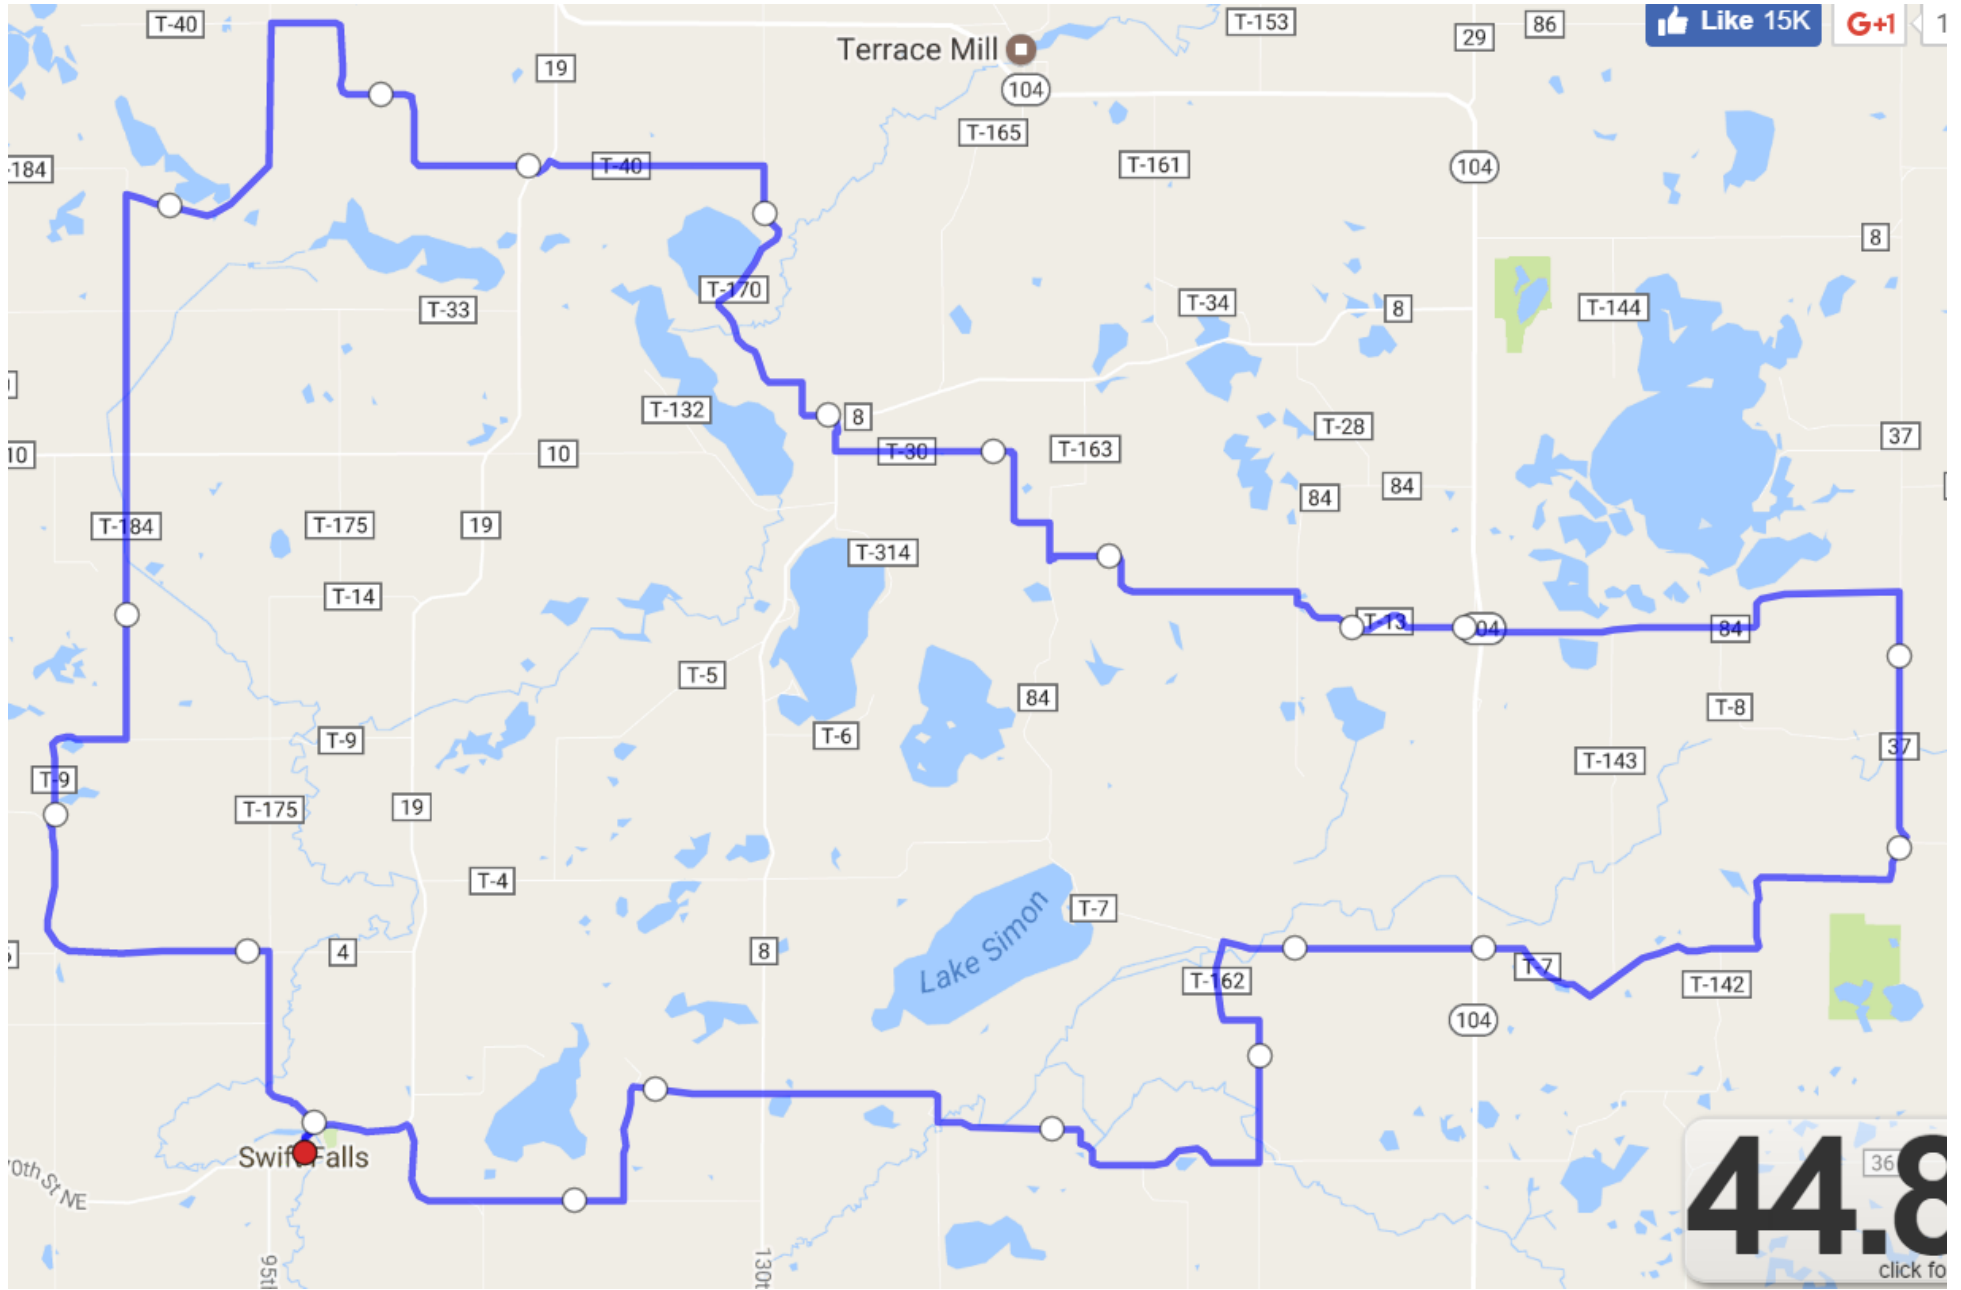 T-40
Like 15K
G+1
T-153
29
86
Terrace Mill
19
104
T-165
T-161
104
T-40
184
8
T-170
T-33
T-34
8
T-144
T-132
8
T-28
37
10
10
T-30
T-163
84
84
T-184
T-175
19
T-314
T-14
T-13
04
84
T-5
84
T-8
T-9
T-6
37
T-143
T-9
T-175
19
T-4
T-7
Lake Simon
4
8
T-162
T-7
T-142
104
Swift Falls
0th St NE
36
44.8
click fo
95th
130t